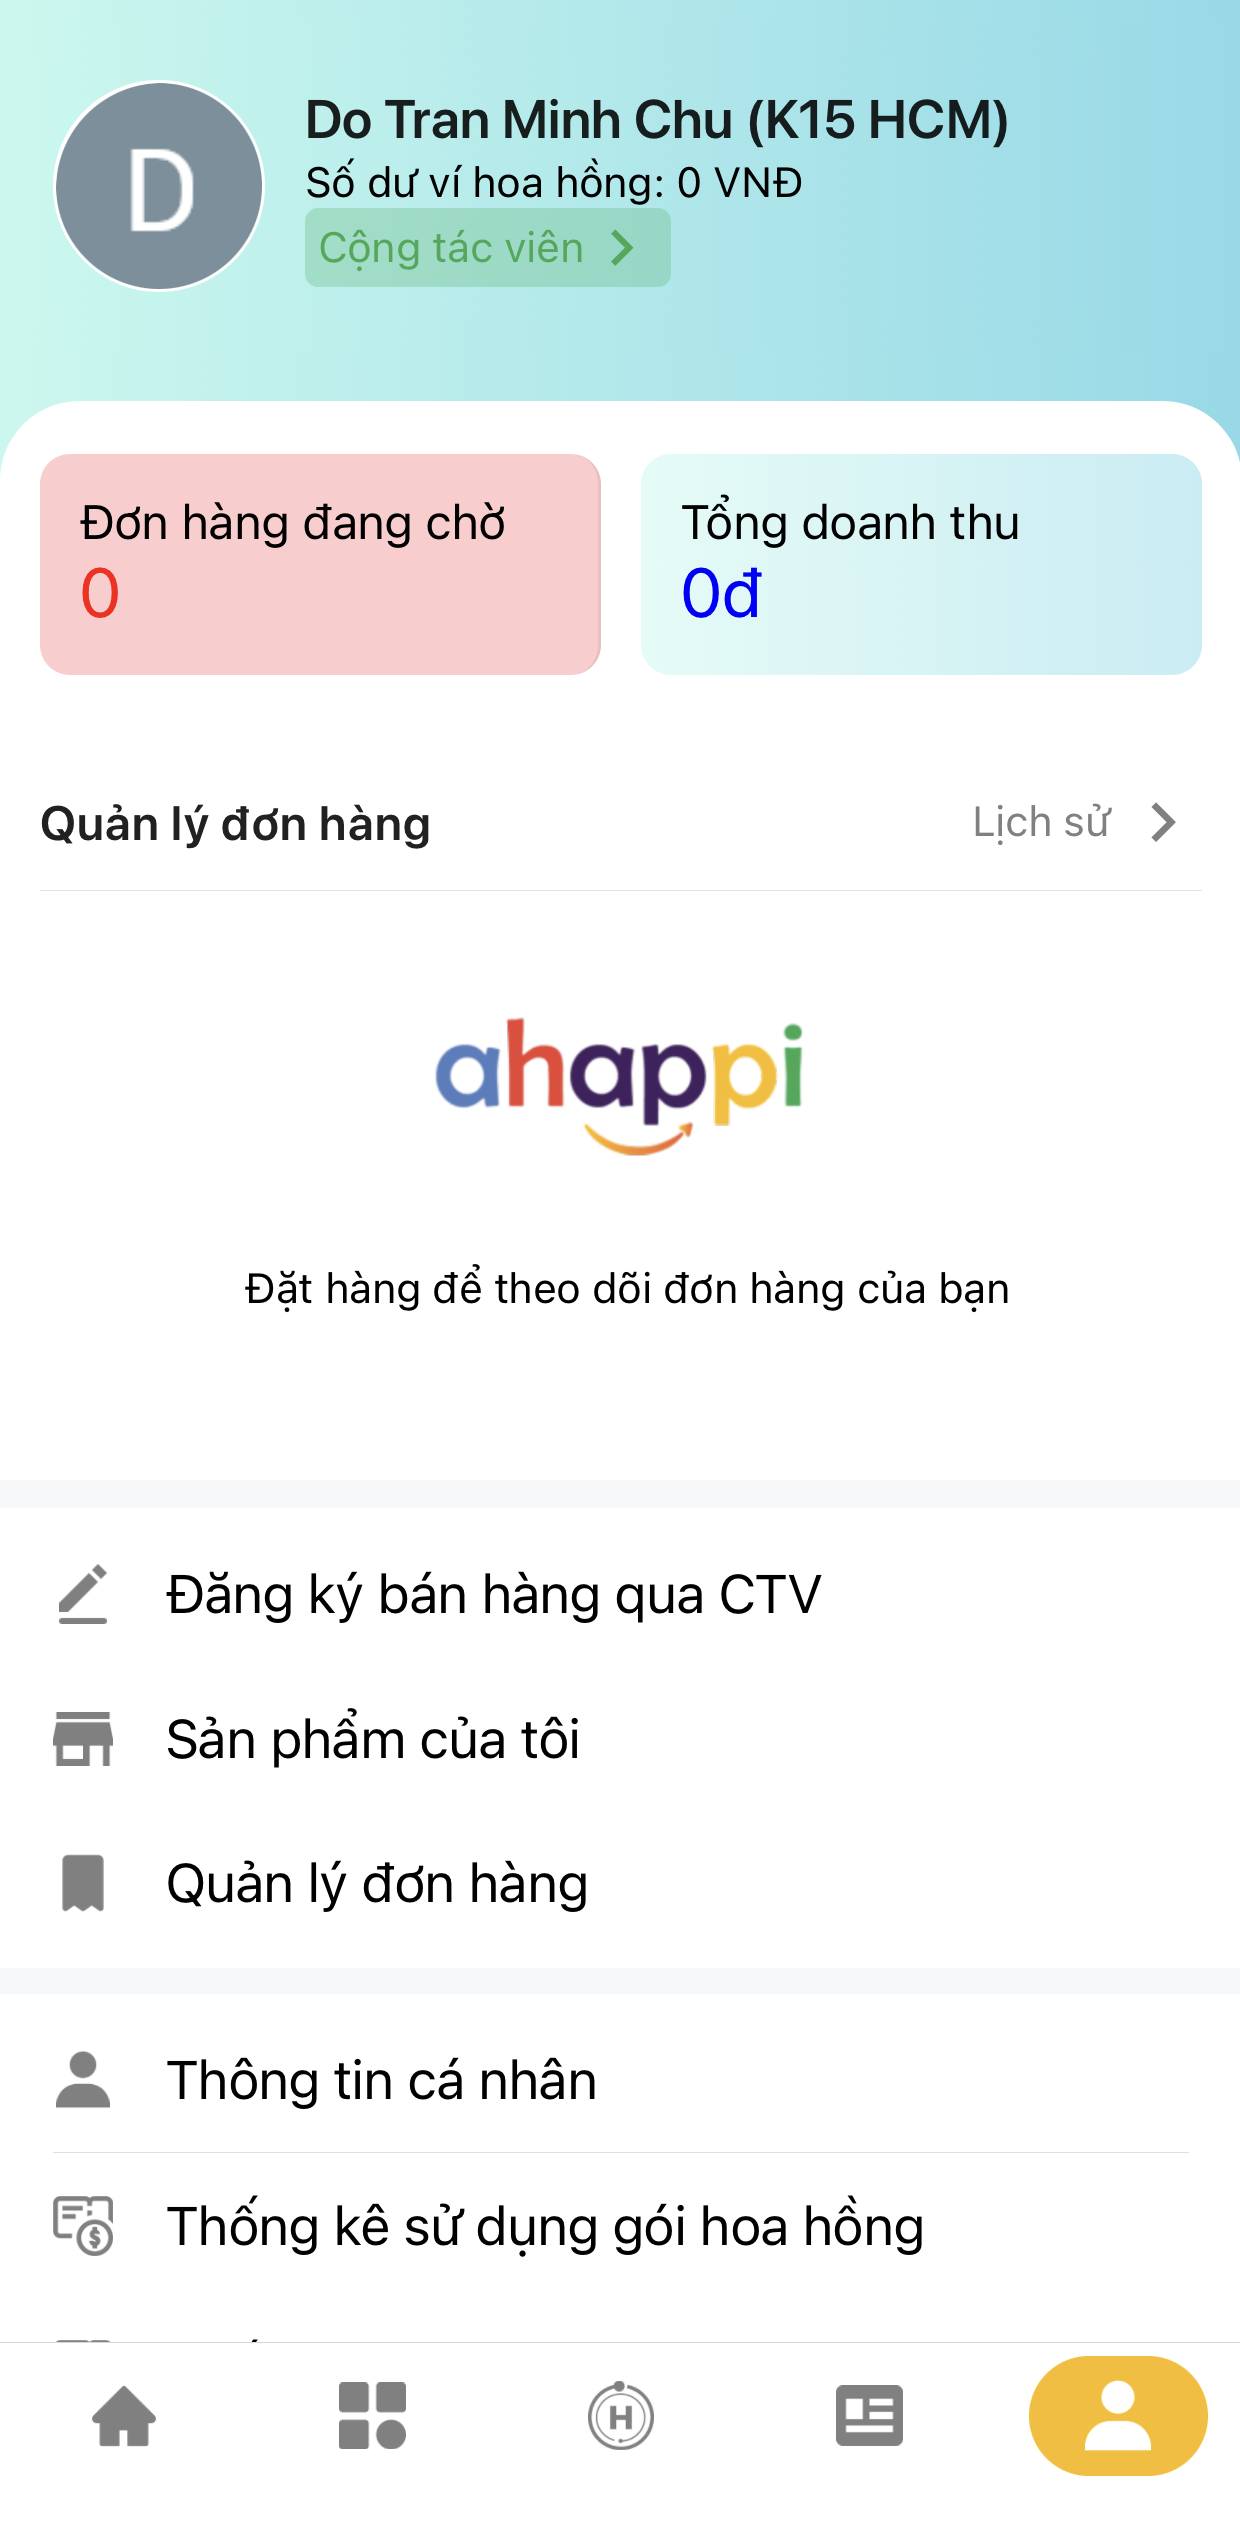 D
Do Tran Minh Chu (K15 HCM)
Số dư ví hoa hồng: 0 VNĐ
Cộng tác viên
Đơn hàng đang chờ
0
Tổng doanh thu
0đ
Quản lý đơn hàng
Lịch sử
ahappi
Đặt hàng để theo dõi đơn hàng của bạn
Đăng ký bán hàng qua CTV
Sản phẩm của tôi
Quản lý đơn hàng
Thông tin cá nhân
Thống kê sử dụng gói hoa hồng
H